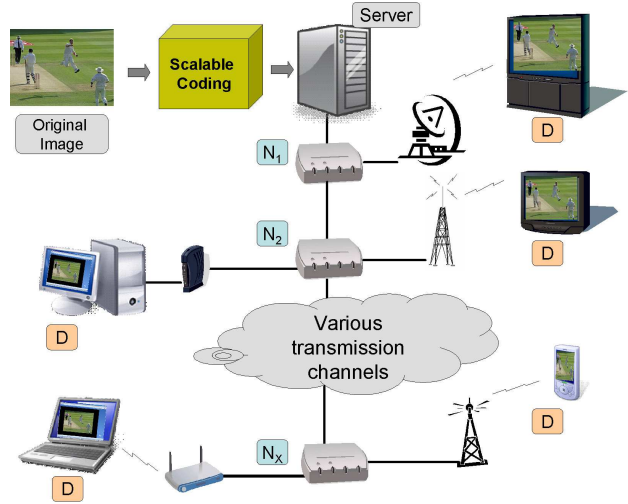 Server
Scalable
Coding
Original
Image
D
N1
N2
D
D
Various
transmission
channels
D
D
NX